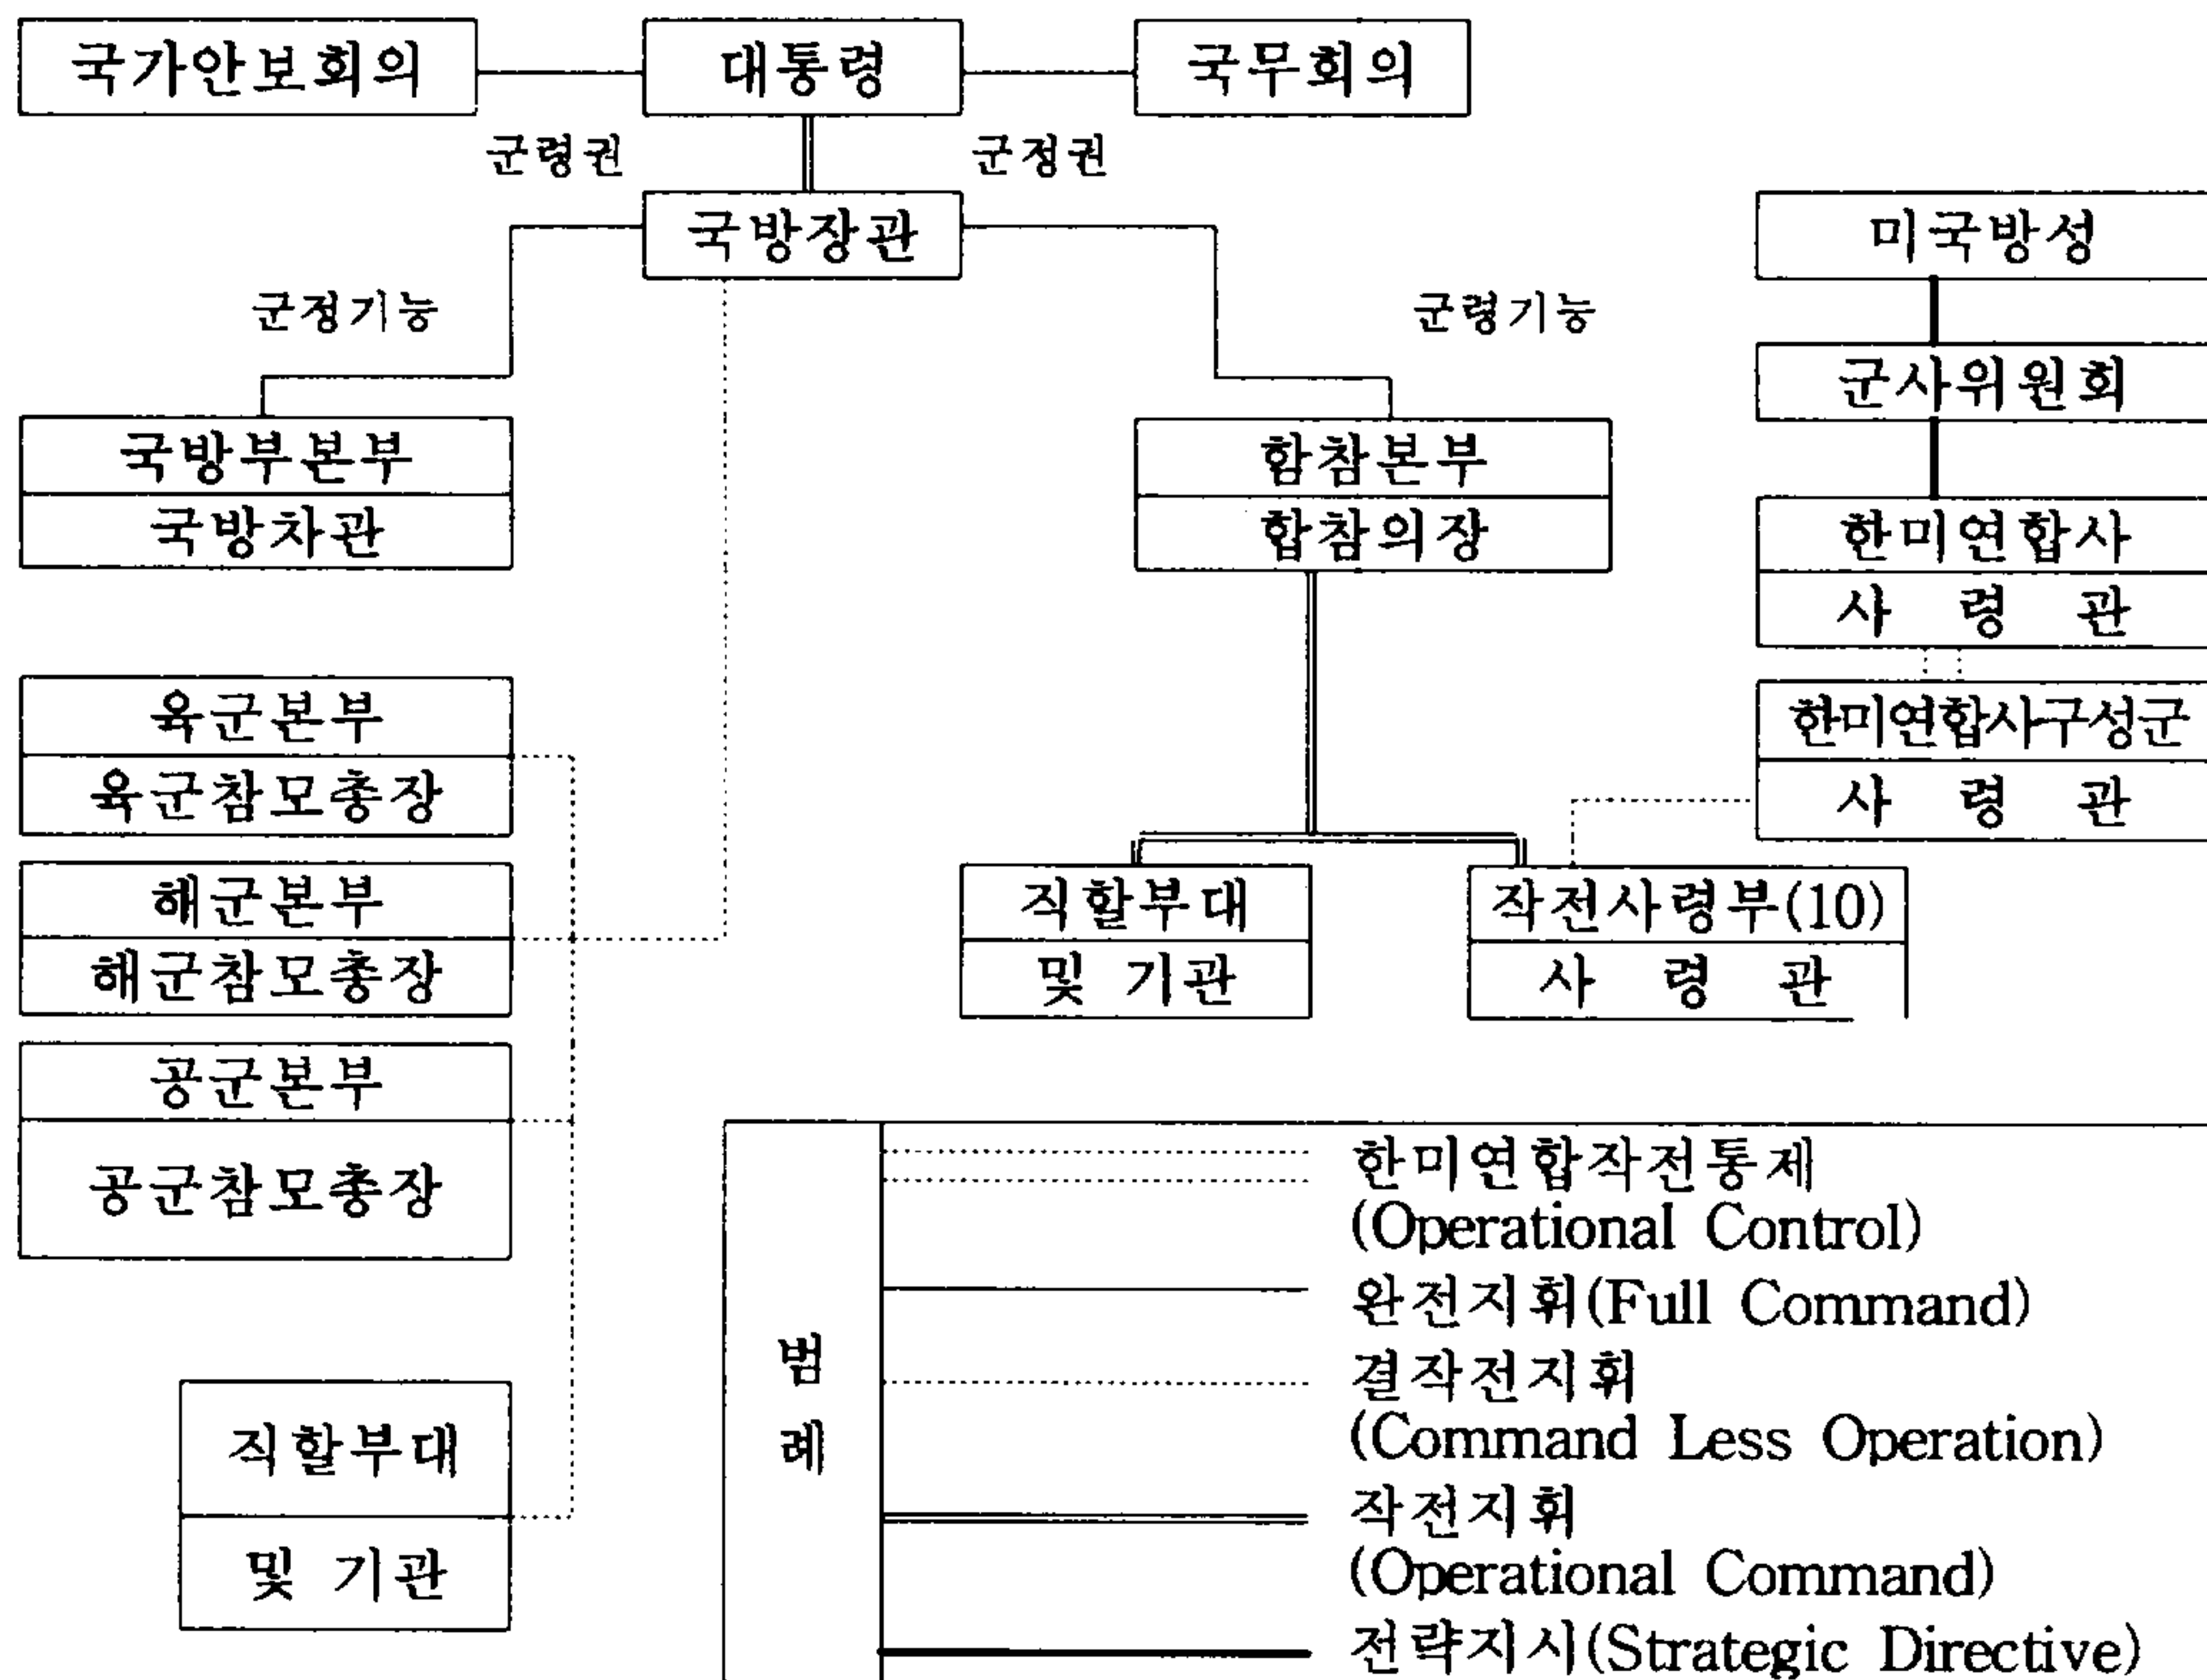 국가안보회의
대통령
국무회의
군령권
군정권
국방장관
미국방성
군정기능
군령기능
군사위원회
국방부본부
국방차관
함참본부
합참의장
한미연합사
사 령 관
육군본부
육군참모총장
한미연합사구성군
사 령 관
해군본부
해군참모총장
직할부대
및 기관
작전사령부(10)
사 령 관
공군본부
공군참모총장
직할부대
및 기관
범
례
한미연합작전통제
(Operational Control)
완전지휘(Full Command)
결작전지휘
(Command Less Operation)
작전지휘
(Operational Command)
전략지시(Strategic Directive)